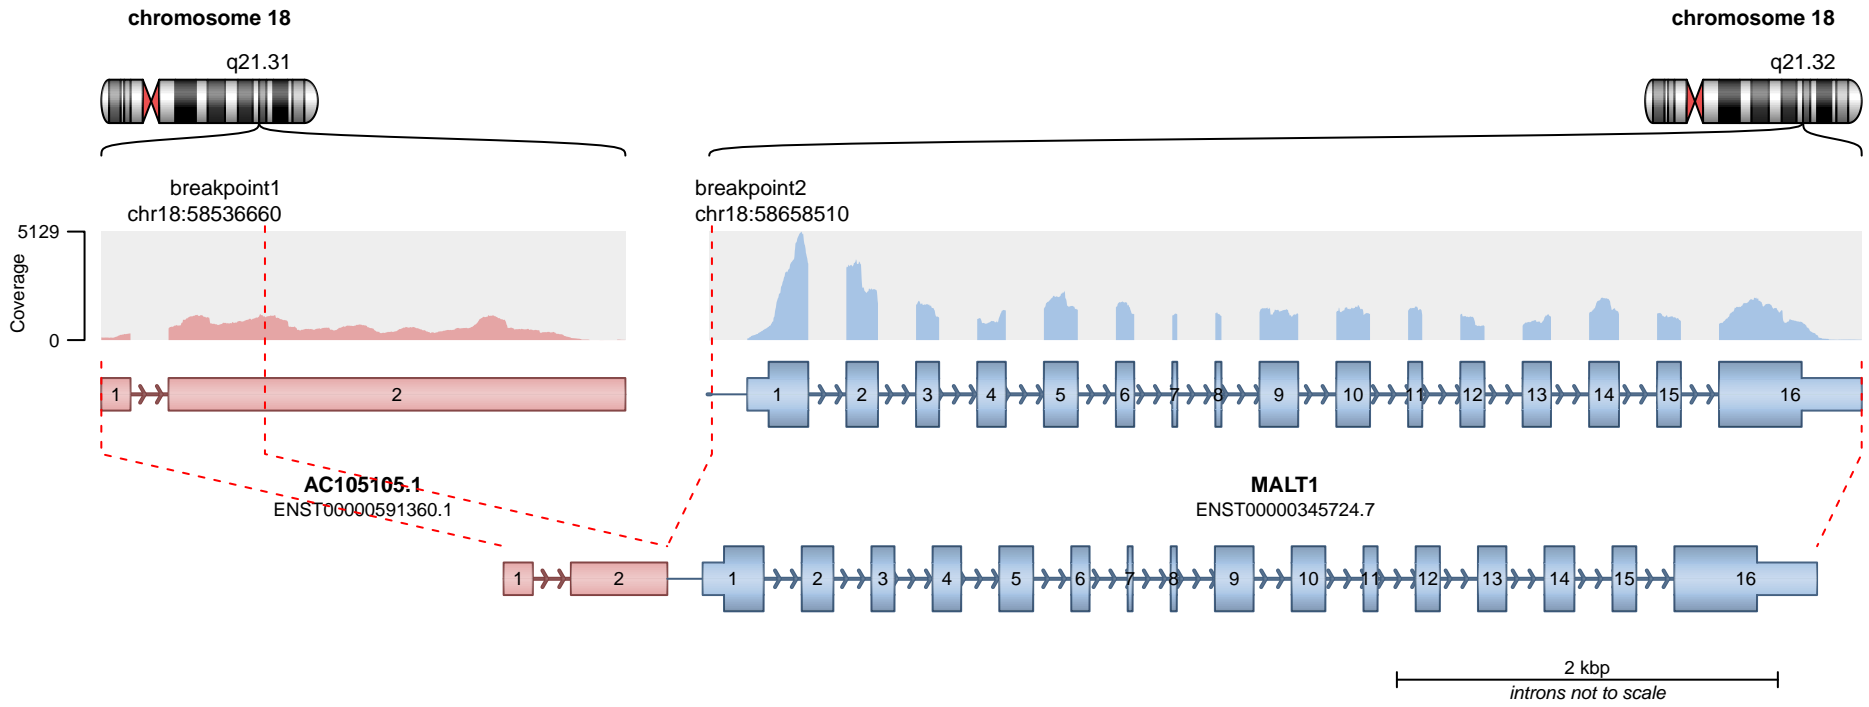 chromosome 18
chromosome 18
q21.31
q21.32
breakpoint1
chr18:58536660
breakpoint2
chr18:58658510
5129
0
Coverage
1 2
1 2 3 4 5 6 7 8 9 10 11 12 13 14 15 16
AC105105.1
ENST00000591360.1
MALT1
ENST00000345724.7
1 2 1 2 3 4 5 6 7 8 9 10 11 12 13 14 15 16
2 kbp
introns not to scale